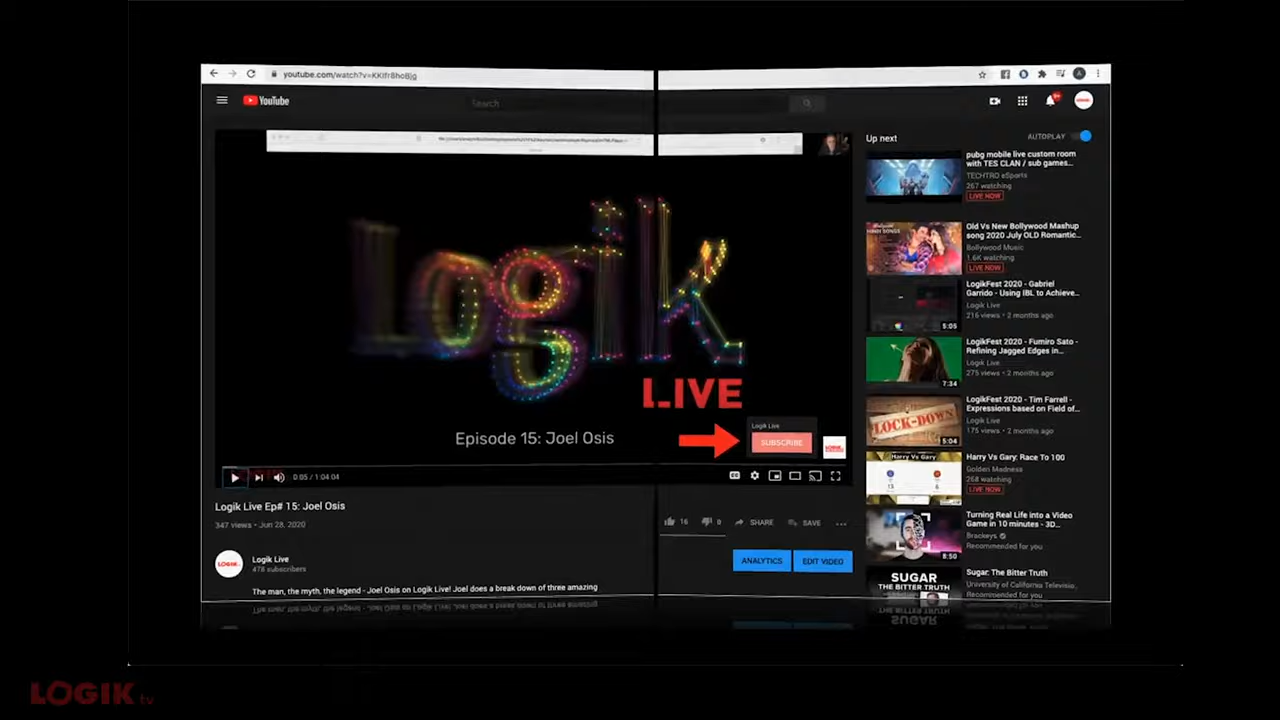 youtube.com/watch?v=KKlfr8hoBjg
YouTube
Search
9+
Logik
LIVE
Episode 15: Joel Osis
Logik Live
SUBSCRIBE
LOGIK
0:05 / 1:04:04
Logik Live Ep# 15: Joel Osis
347 views • Jun 28, 2020
16
0
SHARE
SAVE
...
Logik Live
478 subscribers
ANALYTICS
EDIT VIDEO
The man, the myth, the legend - Joel Osis on Logik Live! Joel does a break down of three amazing
Up next
AUTOPLAY
pubg mobile live custom room
with TES CLAN / sub games...
TECHTRO eSports
267 watching
LIVE NOW
Old Vs New Bollywood Mashup
song 2020 July OLD Romantic...
Bollywood Music
1.6K watching
LIVE NOW
LogikFest 2020 - Gabriel
Garrido - Using IBL to Achieve...
Logik Live
216 views • 2 months ago
5:05
LogikFest 2020 - Fumiro Sato -
Refining Jagged Edges in...
Logik Live
275 views • 2 months ago
7:34
LogikFest 2020 - Tim Farrell -
Expressions based on Field of...
Logik Live
175 views • 2 months ago
LOCK-DOWN
5:04
Harry Vs Gary: Race To 100
Golden Madness
268 watching
LIVE NOW
Turning Real Life into a Video
Game in 10 minutes - 3D...
Brackeys
Recommended for you
8:50
Sugar: The Bitter Truth
University of California Televisio...
Recommended for you
SUGAR
THE BITTER TRUTH
LOGIK tv